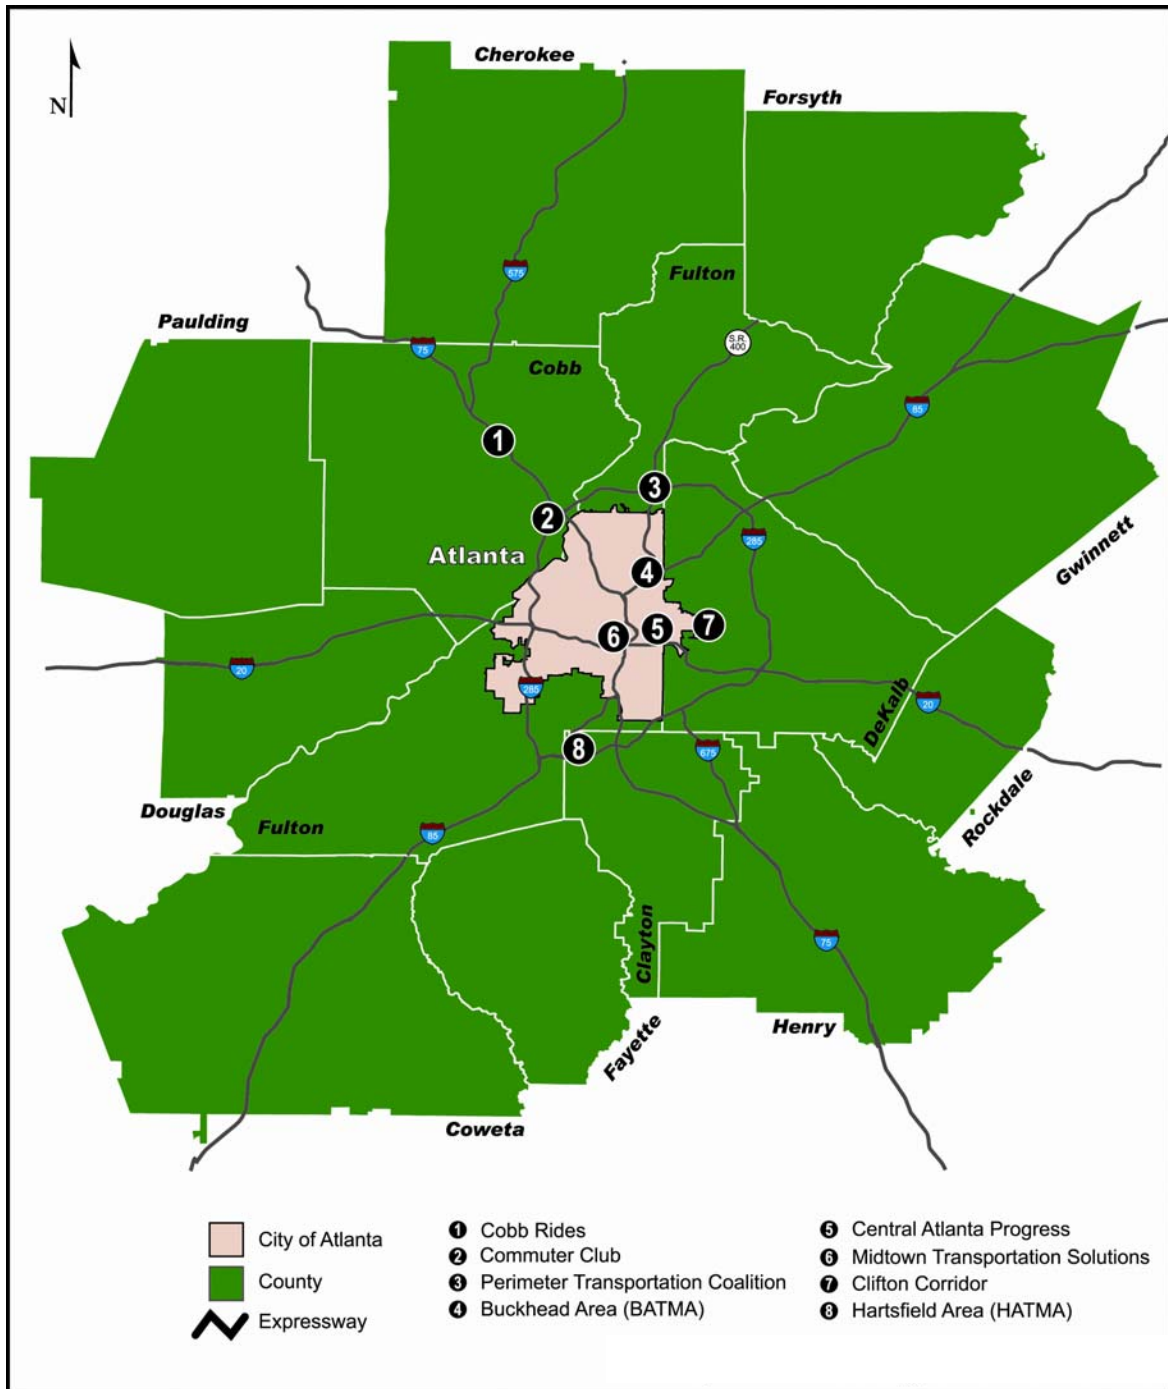 Cherokee
N
Forsyth
Fulton
575
Paulding
S.R.
400
75
Cobb
85
1
3
2
285
Atlanta
Gwinnett
4
7
5
6
20
DeKalb
285
20
8
675
Rockdale
Douglas
Fulton
85
Clayton
75
Henry
Fayette
Coweta
City of Atlanta
County
Expressway
1 Cobb Rides
2 Commuter Club
3 Perimeter Transportation Coalition
4 Buckhead Area (BATMA)
5 Central Atlanta Progress
6 Midtown Transportation Solutions
7 Clifton Corridor
8 Hartsfield Area (HATMA)